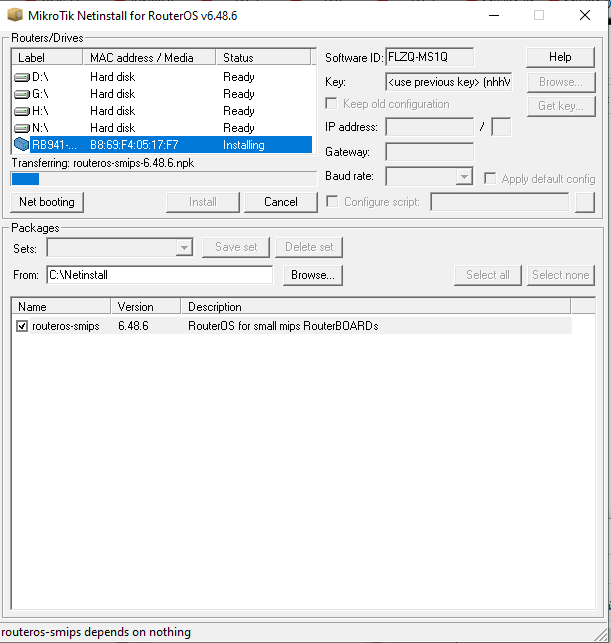 MikroTik Netinstall for RouterOS v6.48.6
Routers/Drives
Label MAC address / Media Status
D:\ Hard disk Ready
G:\ Hard disk Ready
H:\ Hard disk Ready
N:\ Hard disk Ready
RB941-... B8:69:F4:05:17:F7 Installing
Transferring: routeros-smips-6.48.6.npk
Net booting Install Cancel
Software ID: FLZQ-MS1Q Help
Key: <use previous key> (nhhV Browse...
Keep old configuration Get key...
IP address: /
Gateway:
Baud rate: Apply default config
Configure script:
Packages
Sets: Save set Delete set
From: C:\Netinstall Browse... Select all Select none
Name Version Description
routeros-smips 6.48.6 RouterOS for small mips RouterBOARDs
routeros-smips depends on nothing